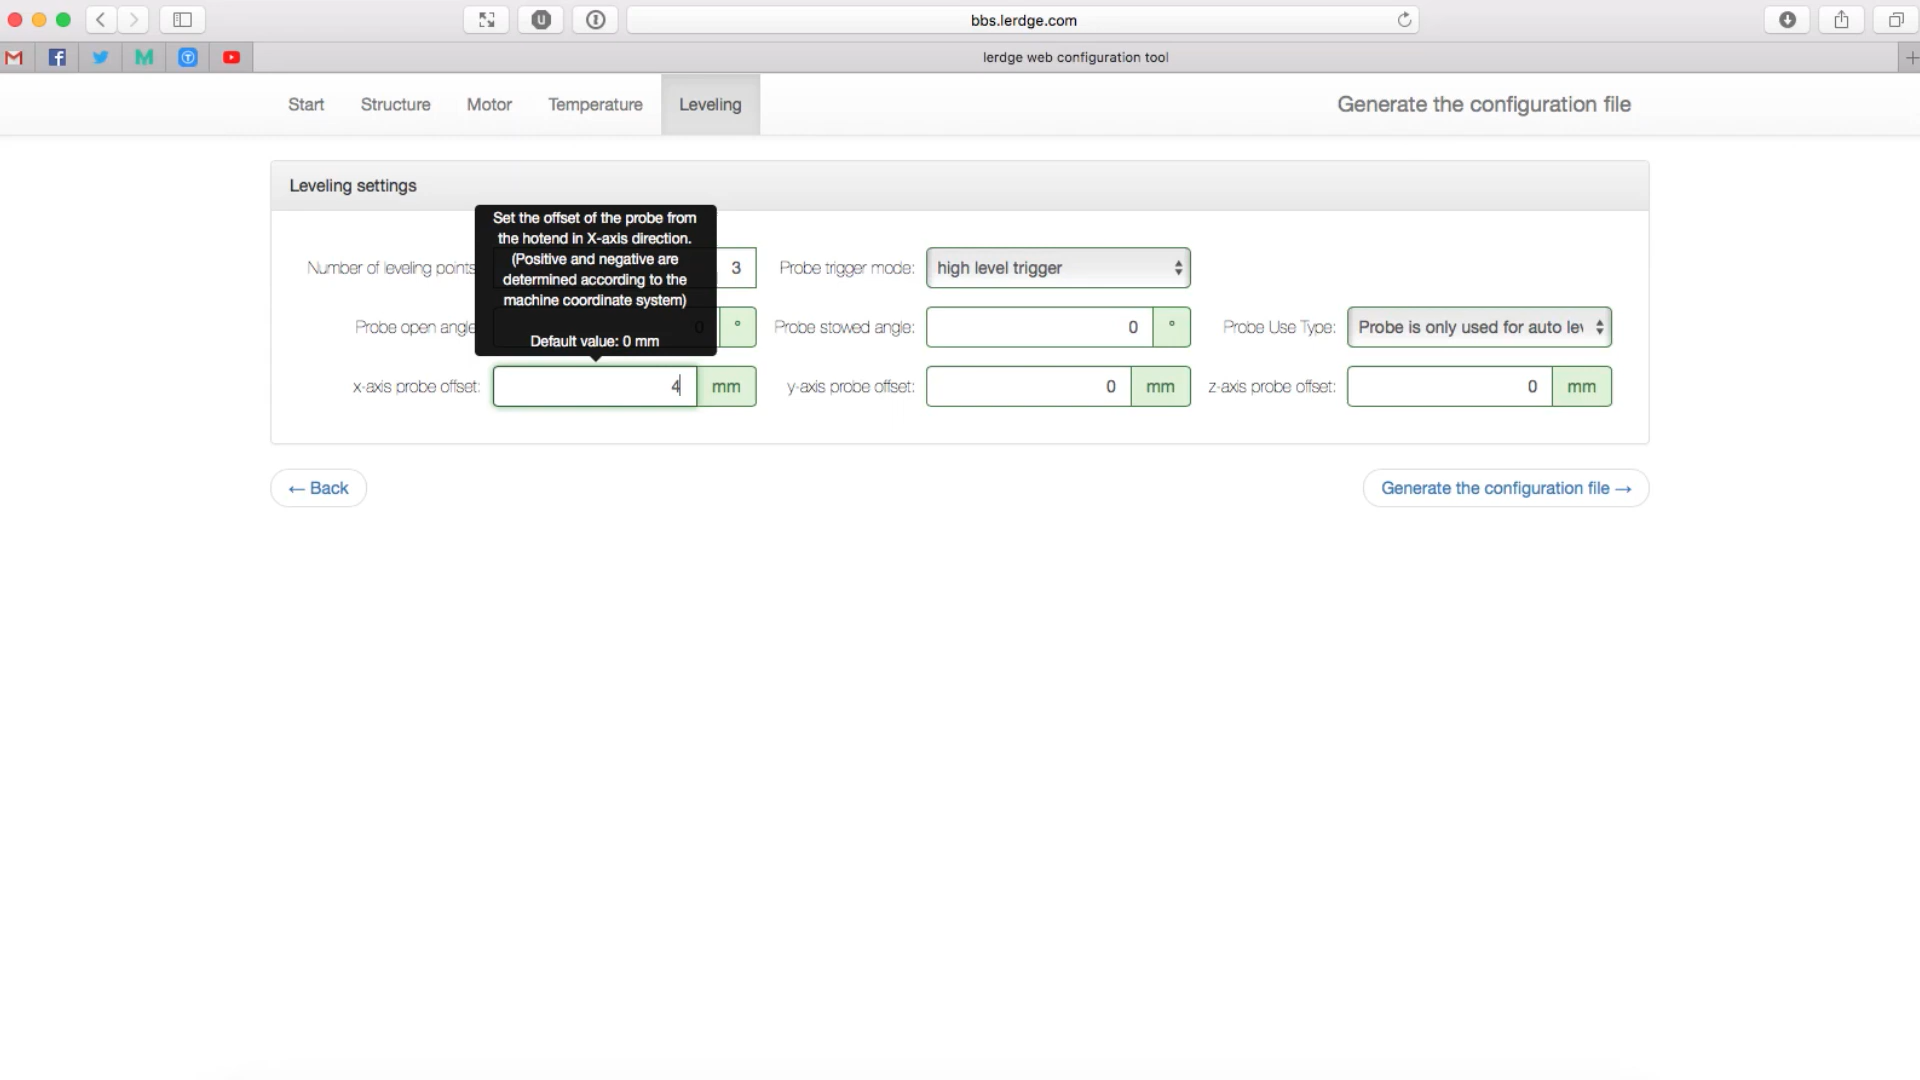 bbs.lerdge.com
lerdge web configuration tool
Start Structure Motor Temperature Leveling Generate the configuration file
Leveling settings
Set the offset of the probe from
the hotend in X-axis direction.
(Positive and negative are
determined according to the
machine coordinate system)
Default value: 0 mm
Number of leveling points 3 Probe trigger mode: high level trigger
Probe open angle 0 ° Probe stowed angle: 0 ° Probe Use Type: Probe is only used for auto lev
x-axis probe offset: 4 mm y-axis probe offset: 0 mm z-axis probe offset: 0 mm
← Back Generate the configuration file →